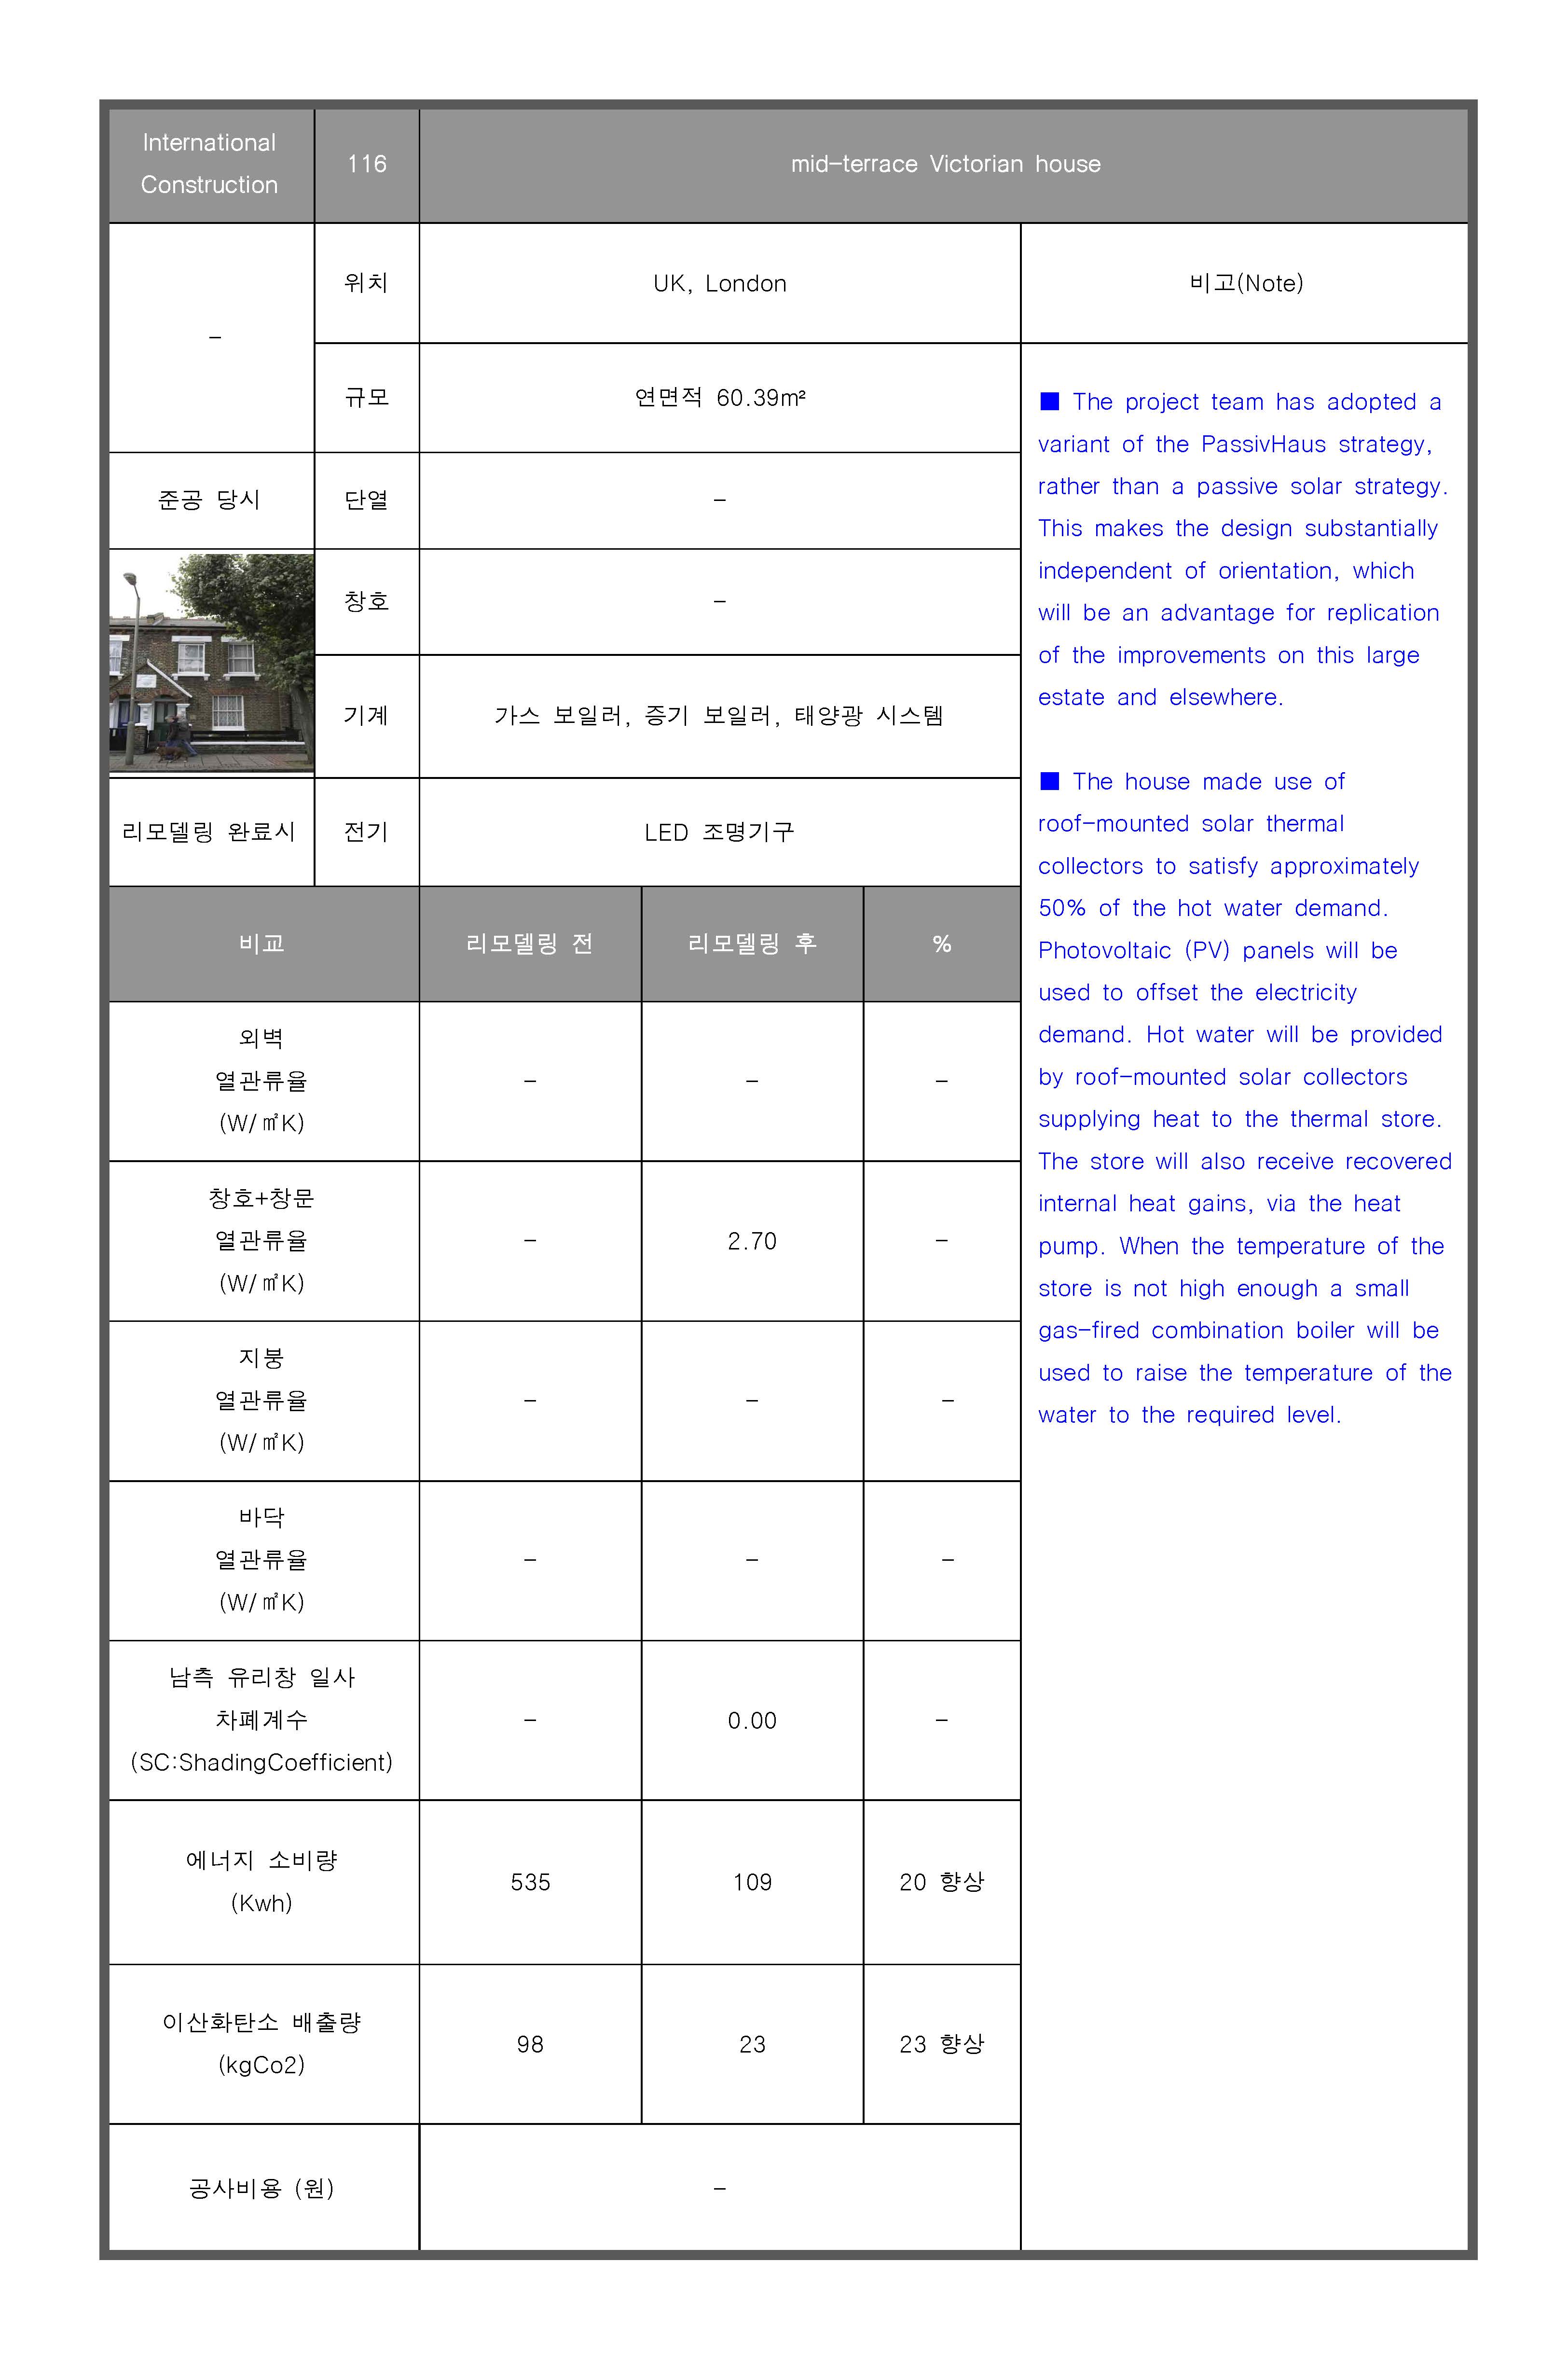 International
Construction
116
mid-terrace Victorian house
-
위치
UK, London
비고(Note)
규모
연면적 60.39m²
준공 당시
단열
-
창호
-
기계
가스 보일러, 증기 보일러, 태양광 시스템
리모델링 완료시
전기
LED 조명기구
■ The project team has adopted a
variant of the PassivHaus strategy,
rather than a passive solar strategy.
This makes the design substantially
independent of orientation, which
will be an advantage for replication
of the improvements on this large
estate and elsewhere.
■ The house made use of
roof-mounted solar thermal
collectors to satisfy approximately
50% of the hot water demand.
Photovoltaic (PV) panels will be
used to offset the electricity
demand. Hot water will be provided
by roof-mounted solar collectors
supplying heat to the thermal store.
The store will also receive recovered
internal heat gains, via the heat
pump. When the temperature of the
store is not high enough a small
gas-fired combination boiler will be
used to raise the temperature of the
water to the required level.
비교
리모델링 전
리모델링 후
%
외벽
열관류율
(W/㎡K)
-
-
-
창호+창문
열관류율
(W/㎡K)
-
2.70
-
지붕
열관류율
(W/㎡K)
-
-
-
바닥
열관류율
(W/㎡K)
-
-
-
남측 유리창 일사
차폐계수
(SC:ShadingCoefficient)
-
0.00
-
에너지 소비량
(Kwh)
535
109
20 향상
이산화탄소 배출량
(kgCo2)
98
23
23 향상
공사비용 (원)
-